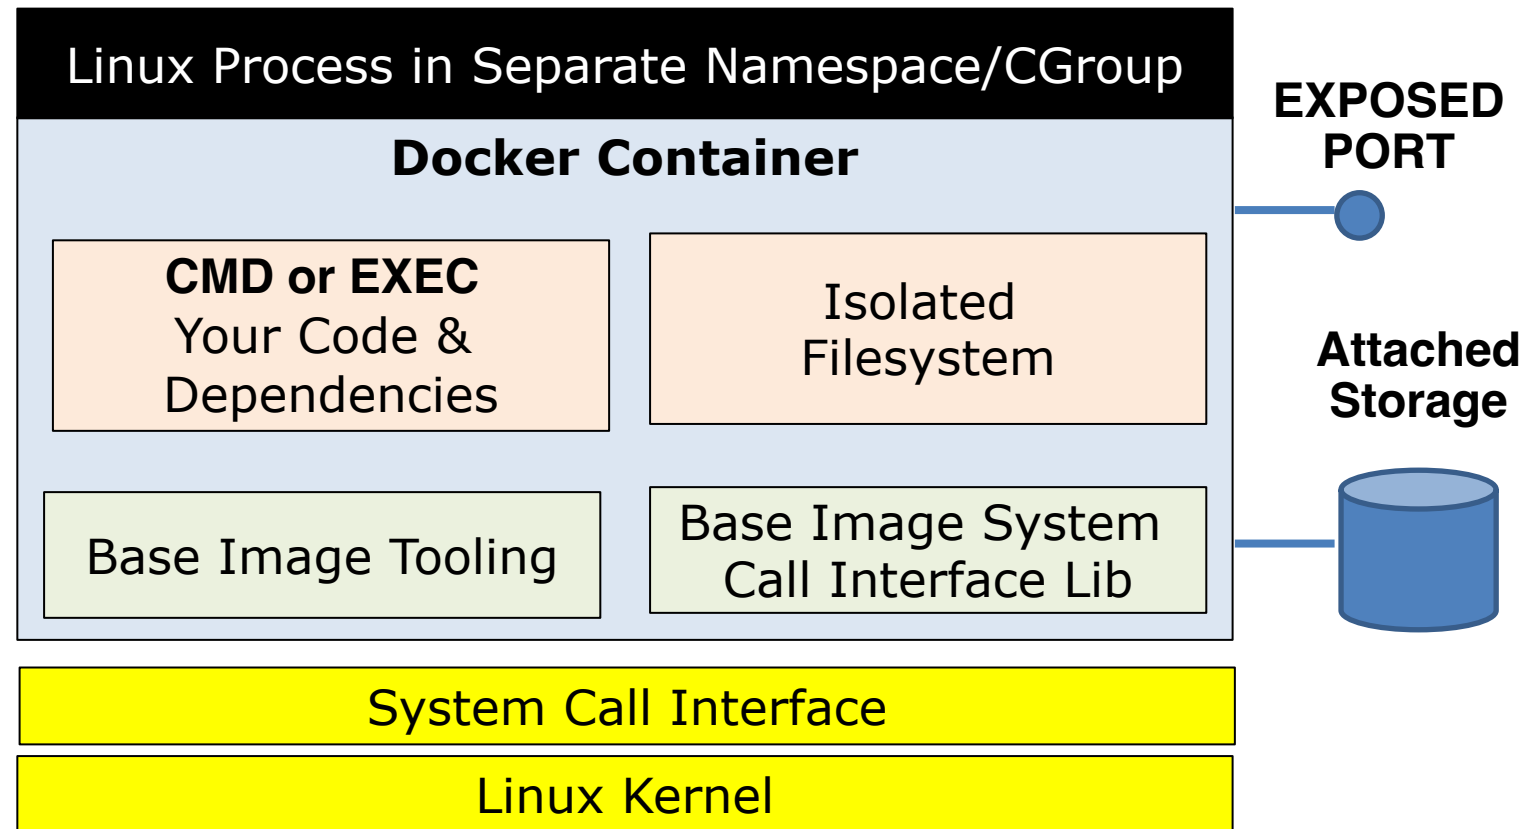 Linux Process in Separate Namespace/CGroup
Docker Container
EXPOSED
PORT
CMD or EXEC
Your Code &
Dependencies
Isolated
Filesystem
Attached
Storage
Base Image Tooling
Base Image System
Call Interface Lib
System Call Interface
Linux Kernel